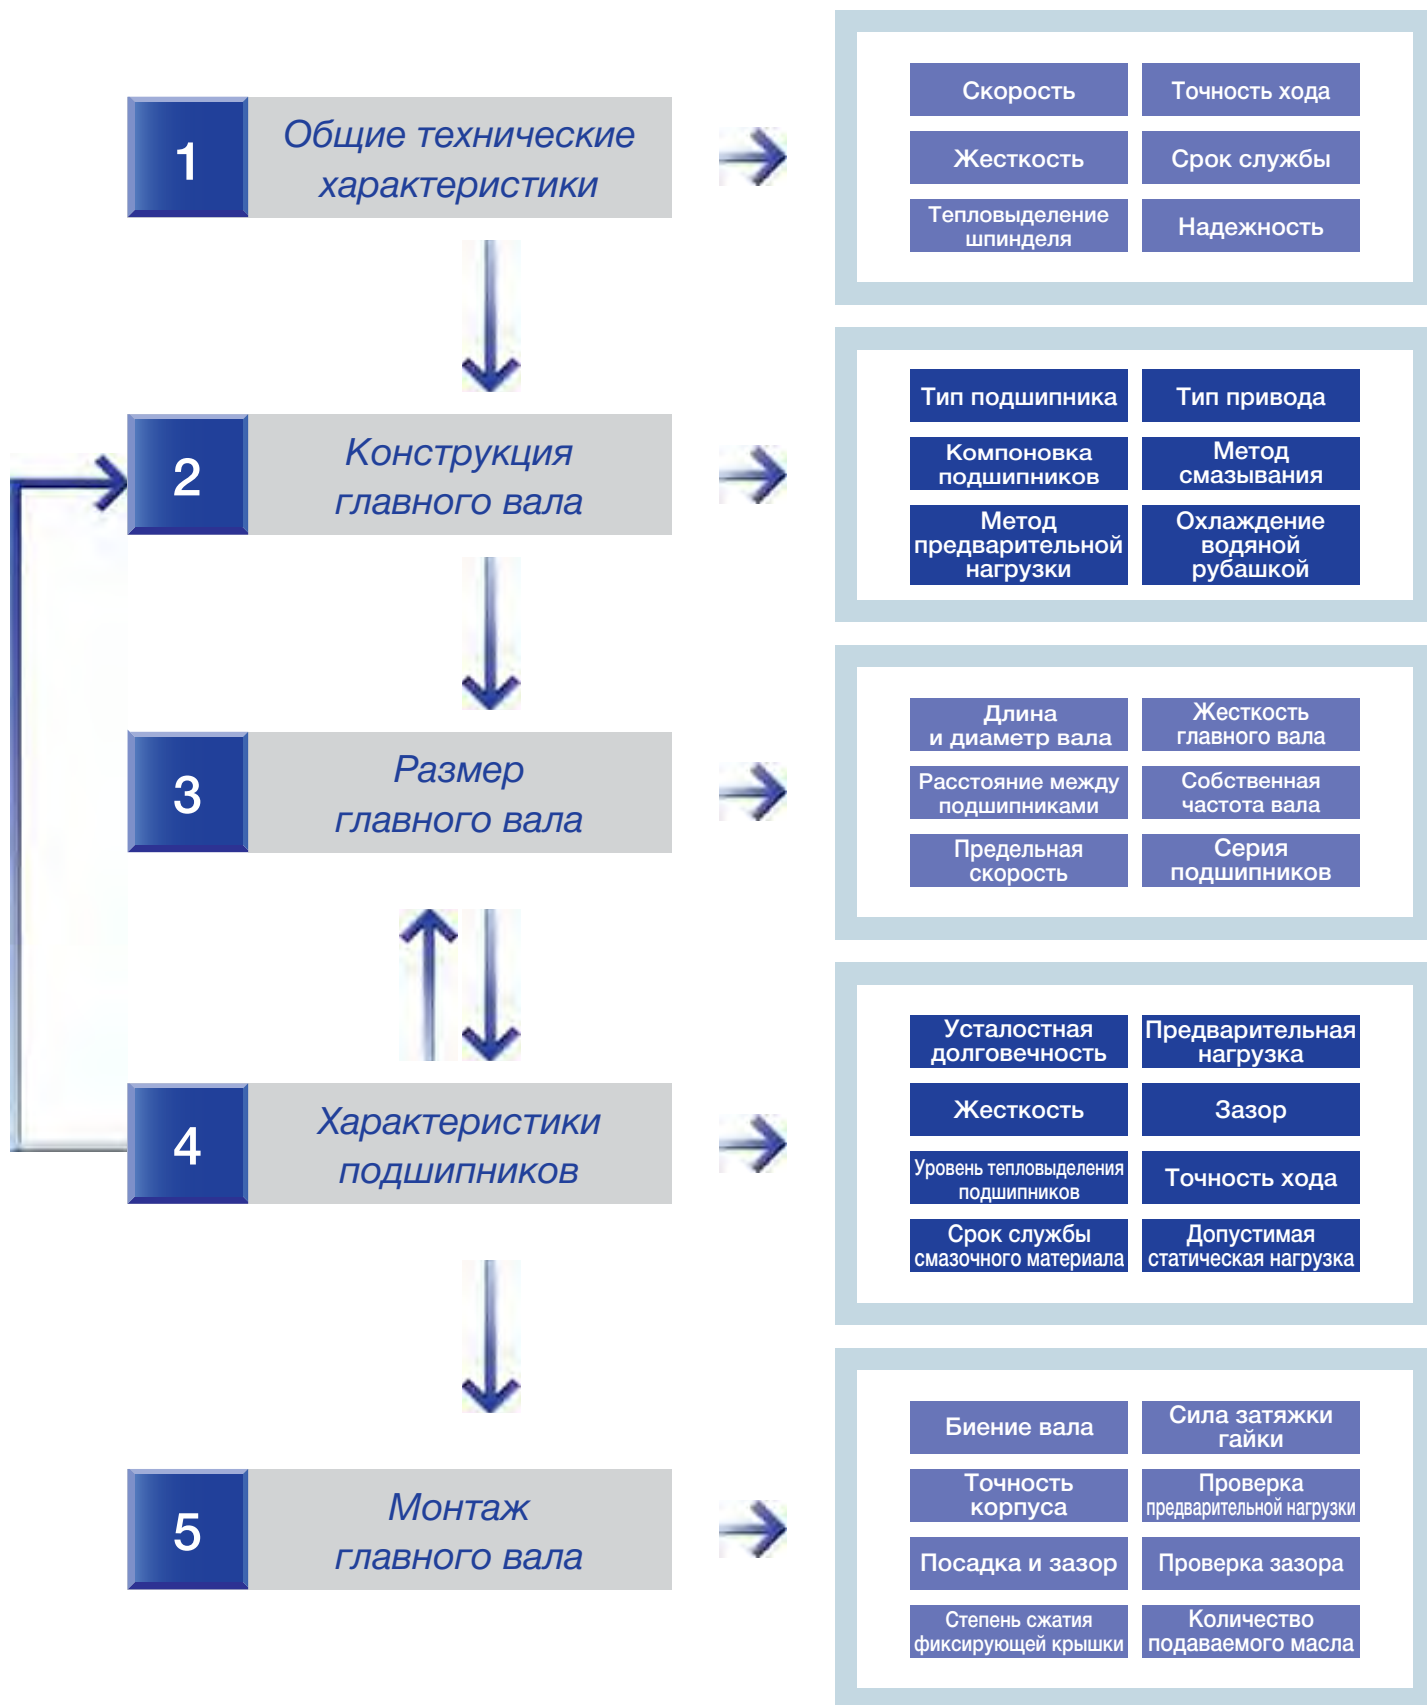 1
Общие технические
характеристики
Скорость
Точность хода
Жесткость
Срок службы
Тепловыделение
шпинделя
Надежность
2
Конструкция
главного вала
Тип подшипника
Тип привода
Компоновка
подшипников
Метод
смазывания
Метод
предварительной
нагрузки
Охлаждение
водяной
рубашкой
3
Размер
главного вала
Длина
и диаметр вала
Жесткость
главного вала
Расстояние между
подшипниками
Собственная
частота вала
Предельная
скорость
Серия
подшипников
4
Характеристики
подшипников
Усталостная
долговечность
Предварительная
нагрузка
Жесткость
Зазор
Уровень тепловыделения
подшипников
Точность хода
Срок службы
смазочного материала
Допустимая
статическая нагрузка
5
Монтаж
главного вала
Биение вала
Сила затяжки
гайки
Точность
корпуса
Проверка
предварительной нагрузки
Посадка и зазор
Проверка зазора
Степень сжатия
фиксирующей крышки
Количество
подаваемого масла